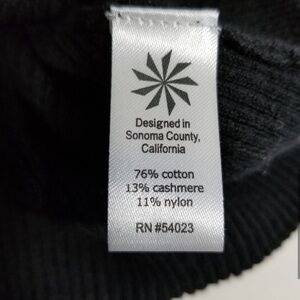 Designed in
Sonoma County,
California
76% cotton
13% cashmere
11% nylon
RN #54023